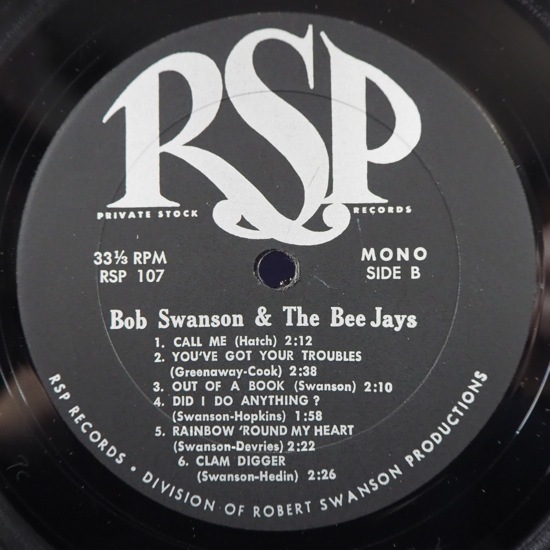 RSP
PRIVATE STOCK RECORDS
33⅓ RPM
RSP 107
MONO
SIDE B
Bob Swanson & The Bee Jays
1. CALL ME (Hatch) 2:12
2. YOU'VE GOT YOUR TROUBLES
(Greenaway-Cook) 2:38
3. OUT OF A BOOK (Swanson) 2:10
4. DID I DO ANYTHING?
(Swanson-Hopkins) 1:58
5. RAINBOW 'ROUND MY HEART
(Swanson-Devries) 2:22
6. CLAM DIGGER
(Swanson-Hedin) 2:26
RSP RECORDS • DIVISION OF ROBERT SWANSON PRODUCTIONS